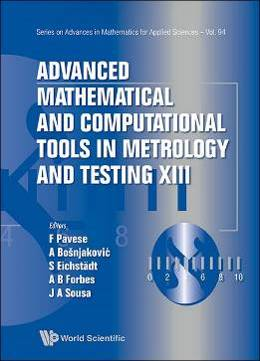 Series on Advances in Mathematics for Applied Sciences – Vol. 94
ADVANCED
MATHEMATICAL
AND COMPUTATIONAL
TOOLS IN METROLOGY
AND TESTING XIII
Editors
F Pavese
A Bošnjaković
S Eichstädt
A B Forbes
J A Sousa
4 8
0 2 4 6 8 10
World Scientific